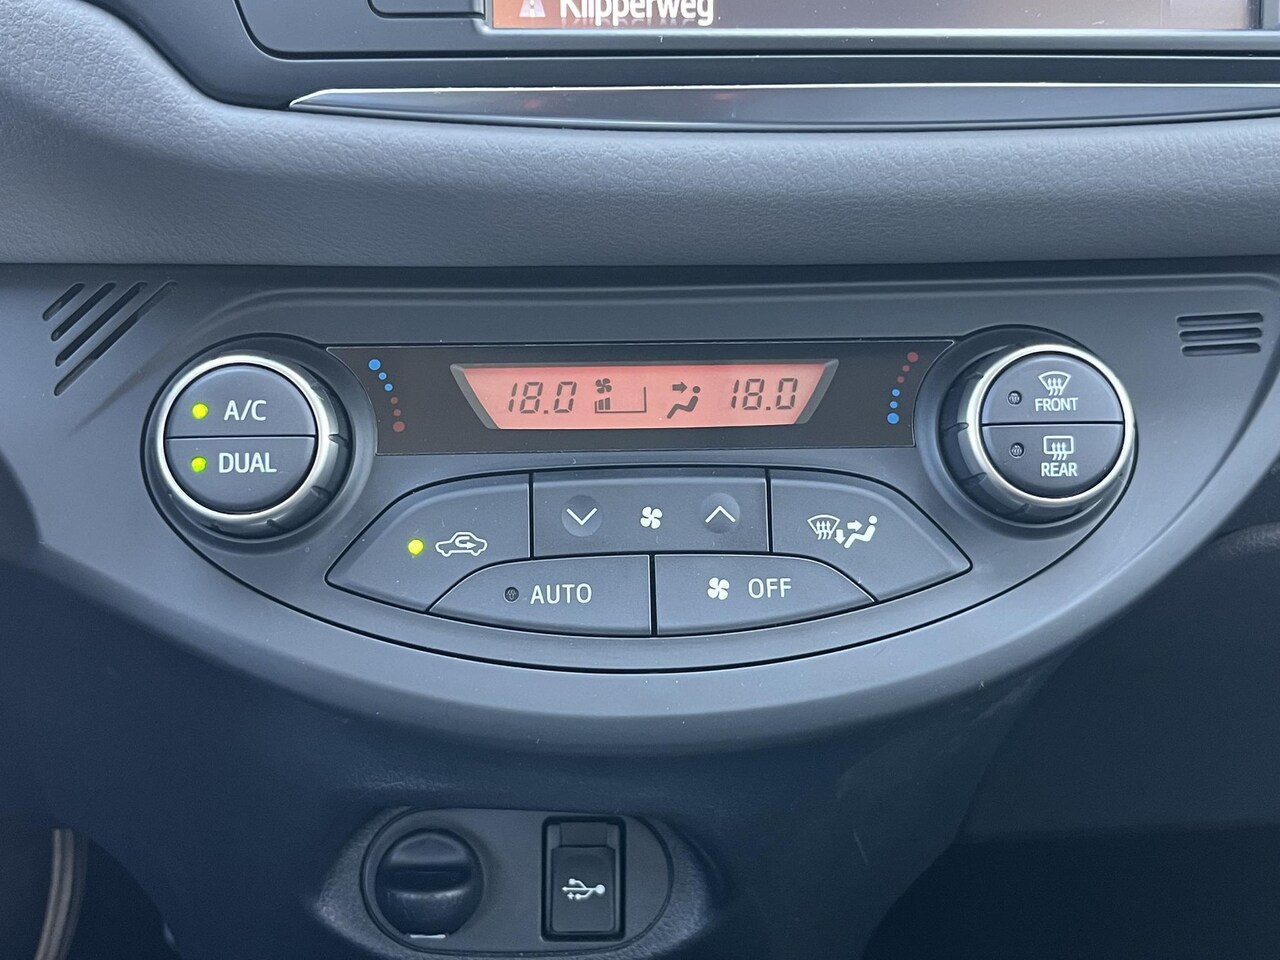 Klipperweg
18.0 18.0
A/C
DUAL
FRONT
REAR
AUTO
OFF